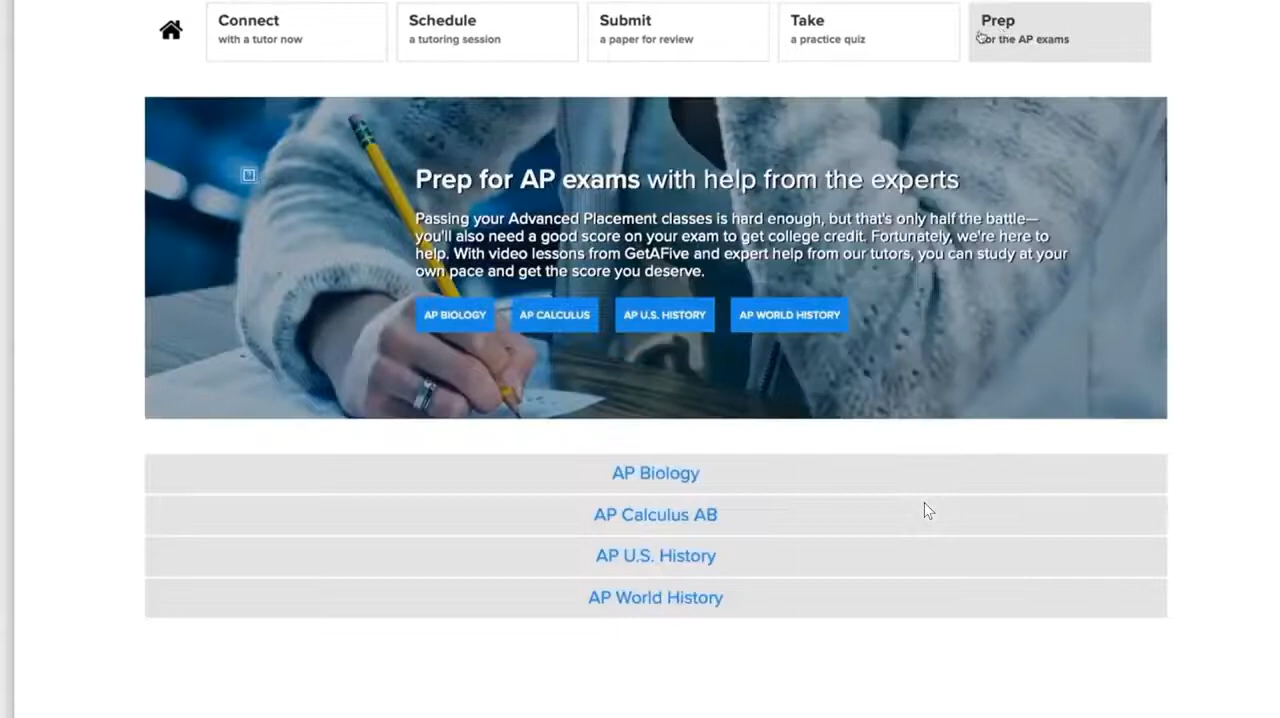 Connect
with a tutor now
Schedule
a tutoring session
Submit
a paper for review
Take
a practice quiz
Prep
for the AP exams
Prep for AP exams with help from the experts
Passing your Advanced Placement classes is hard enough, but that's only half the battle—
you'll also need a good score on your exam to get college credit. Fortunately, we're here to
help. With video lessons from GetAFive and expert help from our tutors, you can study at your
own pace and get the score you deserve.
AP BIOLOGY AP CALCULUS AP U.S. HISTORY AP WORLD HISTORY
AP Biology
AP Calculus AB
AP U.S. History
AP World History